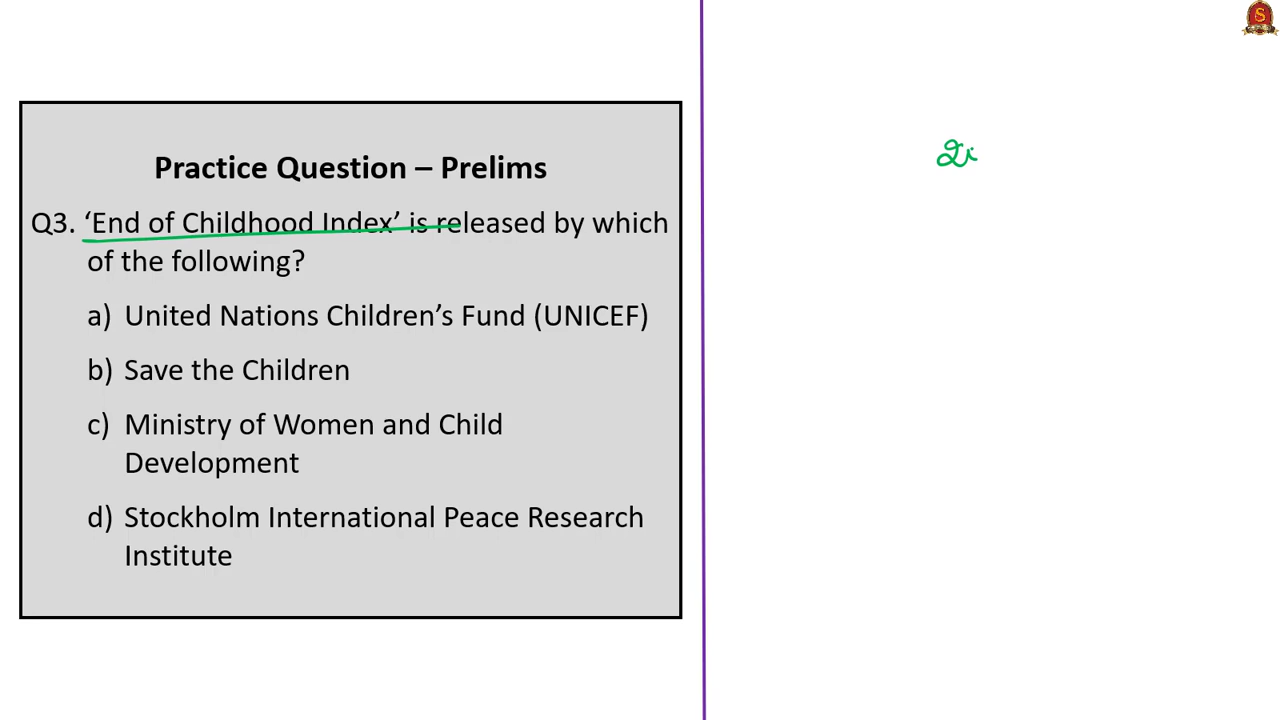 Practice Question – Prelims
Q3. ‘End of Childhood Index’ is released by which
of the following?
a) United Nations Children’s Fund (UNICEF)
b) Save the Children
c) Ministry of Women and Child
Development
d) Stockholm International Peace Research
Institute